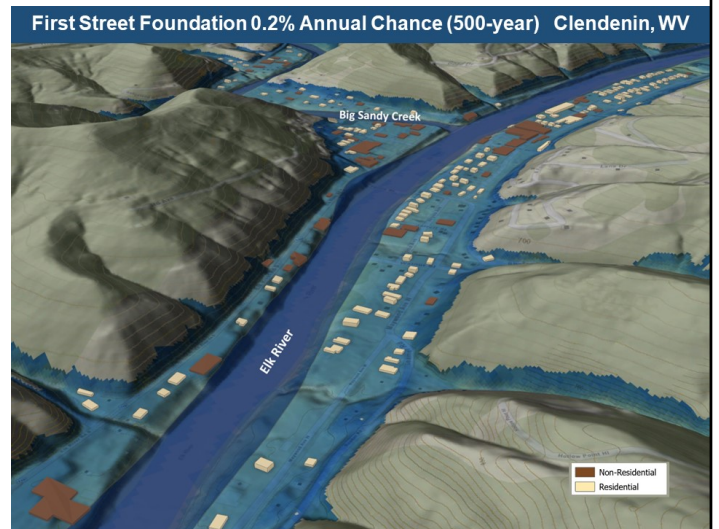 First Street Foundation 0.2% Annual Chance (500-year) Clendenin, WV
Big Sandy Creek
700
Elk River
Non-Residential
Residential